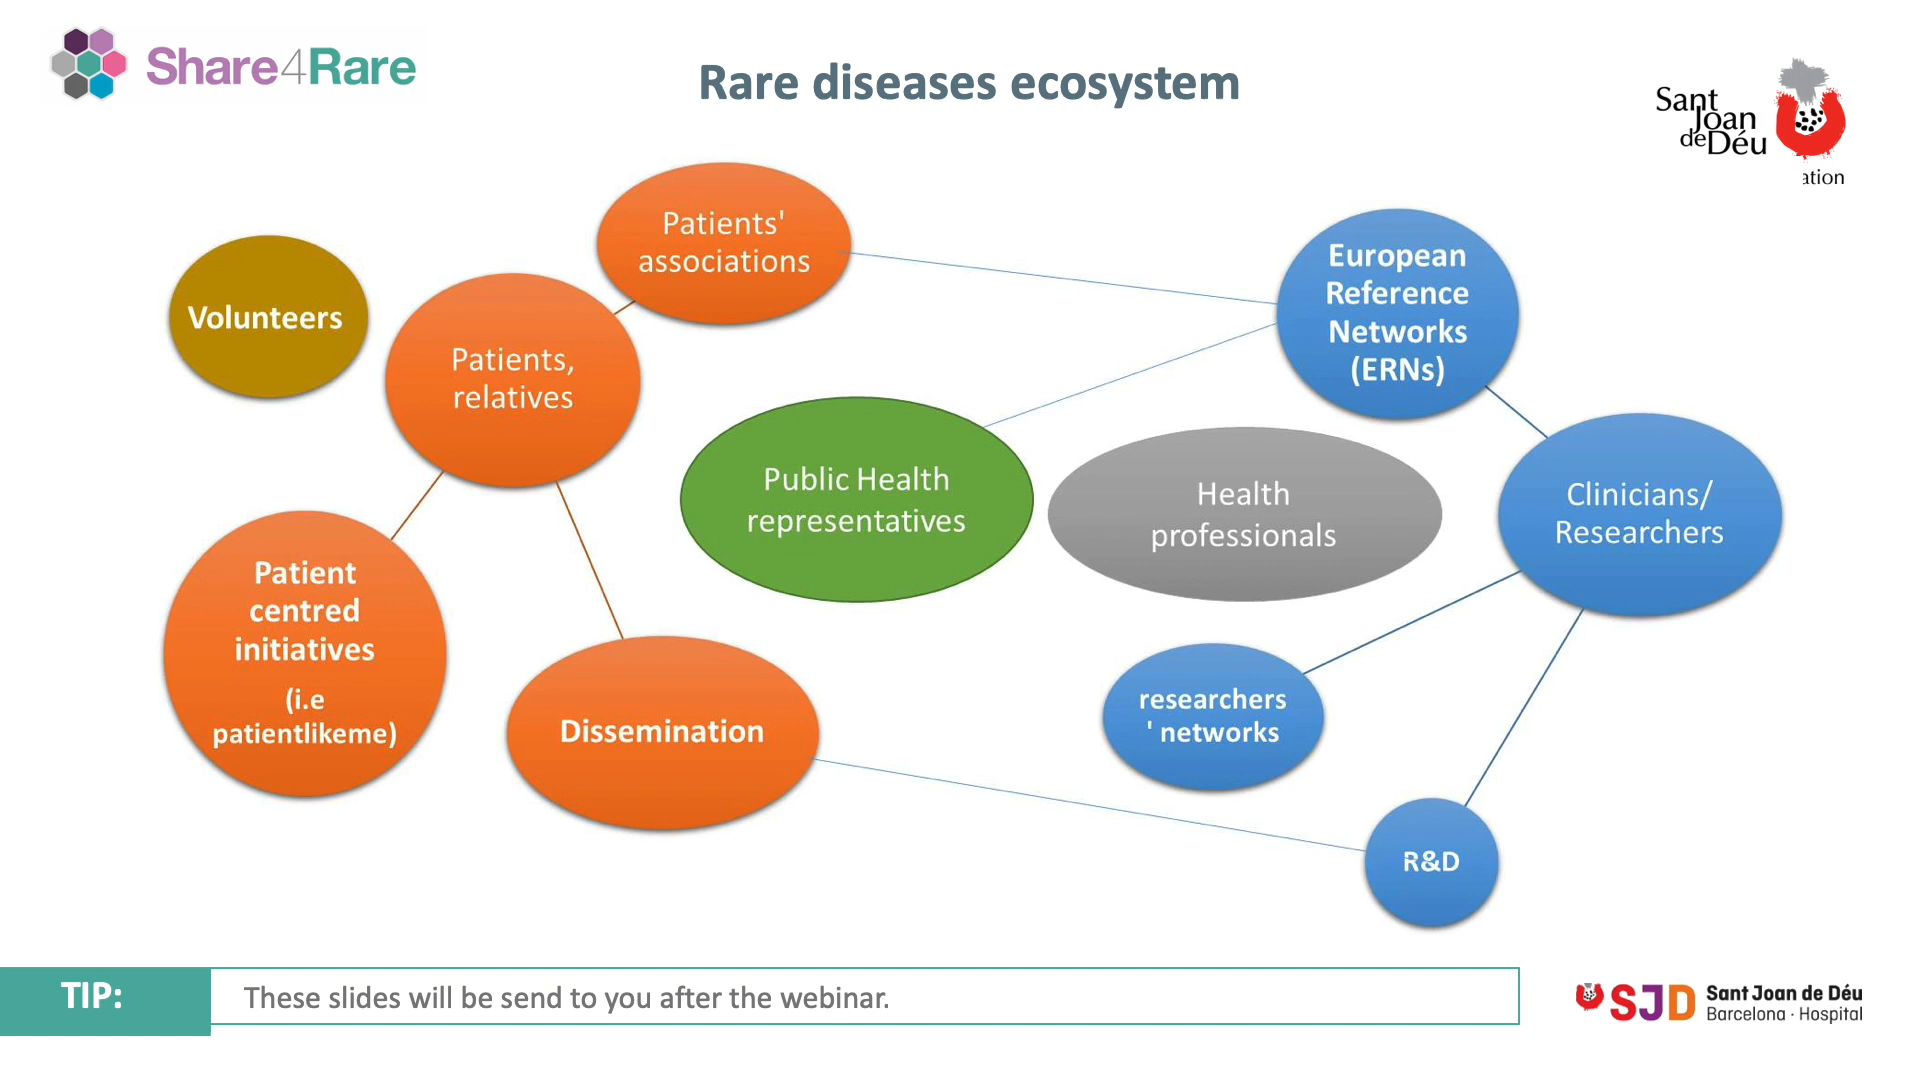 Share4Rare
Rare diseases ecosystem
Sant
Joan
de Déu
ation
Patients'
associations
European
Reference
Networks
(ERNs)
Volunteers
Patients,
relatives
Public Health
representatives
Health
professionals
Clinicians/
Researchers
Patient
centred
initiatives
(i.e
patientlikeme)
Dissemination
researchers
' networks
R&D
TIP:
These slides will be send to you after the webinar.
SJD
Sant Joan de Déu
Barcelona · Hospital